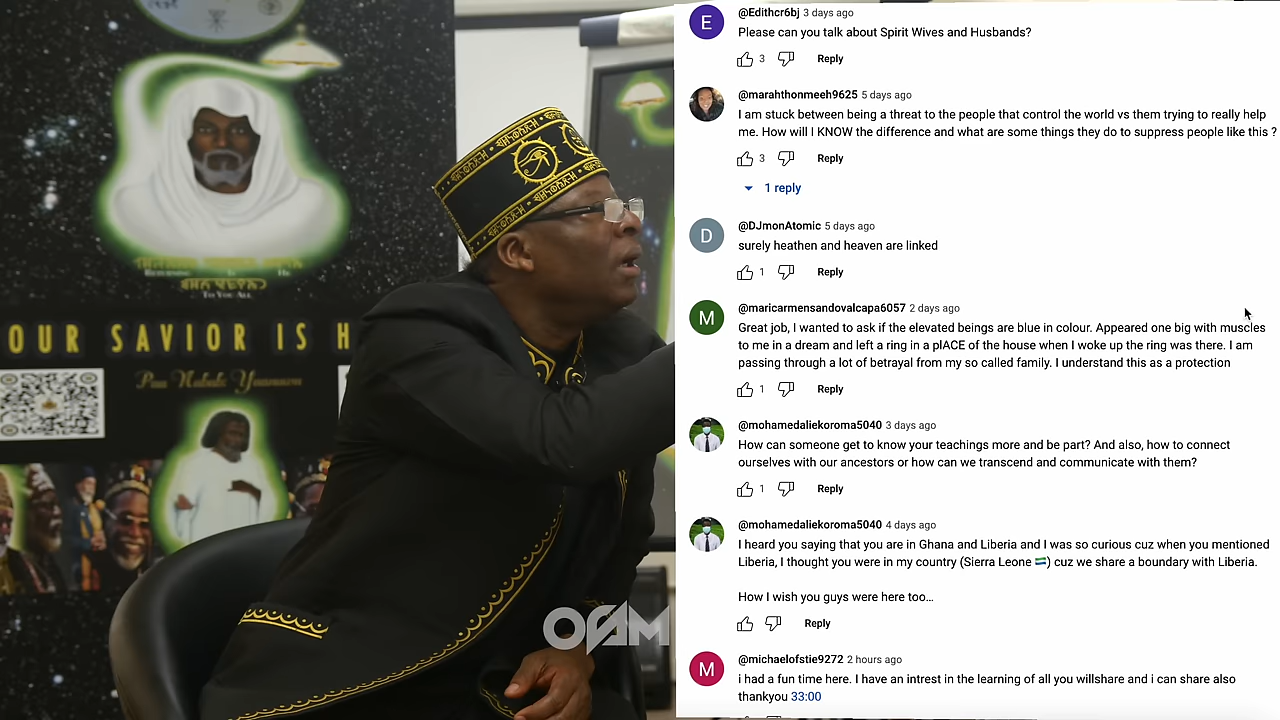 TO YOU ALL
OUR SAVIOR IS H
OGAM
E
@Edithcr6bj 3 days ago
Please can you talk about Spirit Wives and Husbands?
3 Reply
@marahthonmeeh9625 5 days ago
I am stuck between being a threat to the people that control the world vs them trying to really help
me. How will I KNOW the difference and what are some things they do to suppress people like this ?
3 Reply
1 reply
D
@DJmonAtomic 5 days ago
surely heathen and heaven are linked
1 Reply
M
@maricarmensandovalcapa6057 2 days ago
Great job, I wanted to ask if the elevated beings are blue in colour. Appeared one big with muscles
to me in a dream and left a ring in a plACE of the house when I woke up the ring was there. I am
passing through a lot of betrayal from my so called family. I understand this as a protection
1 Reply
@mohamedaliekoroma5040 3 days ago
How can someone get to know your teachings more and be part? And also, how to connect
ourselves with our ancestors or how can we transcend and communicate with them?
1 Reply
@mohamedaliekoroma5040 4 days ago
I heard you saying that you are in Ghana and Liberia and I was so curious cuz when you mentioned
Liberia, I thought you were in my country (Sierra Leone 🇸🇱) cuz we share a boundary with Liberia.
How I wish you guys were here too...
Reply
M
@michaelofstie9272 2 hours ago
i had a fun time here. I have an intrest in the learning of all you willshare and i can share also
thankyou 33:00